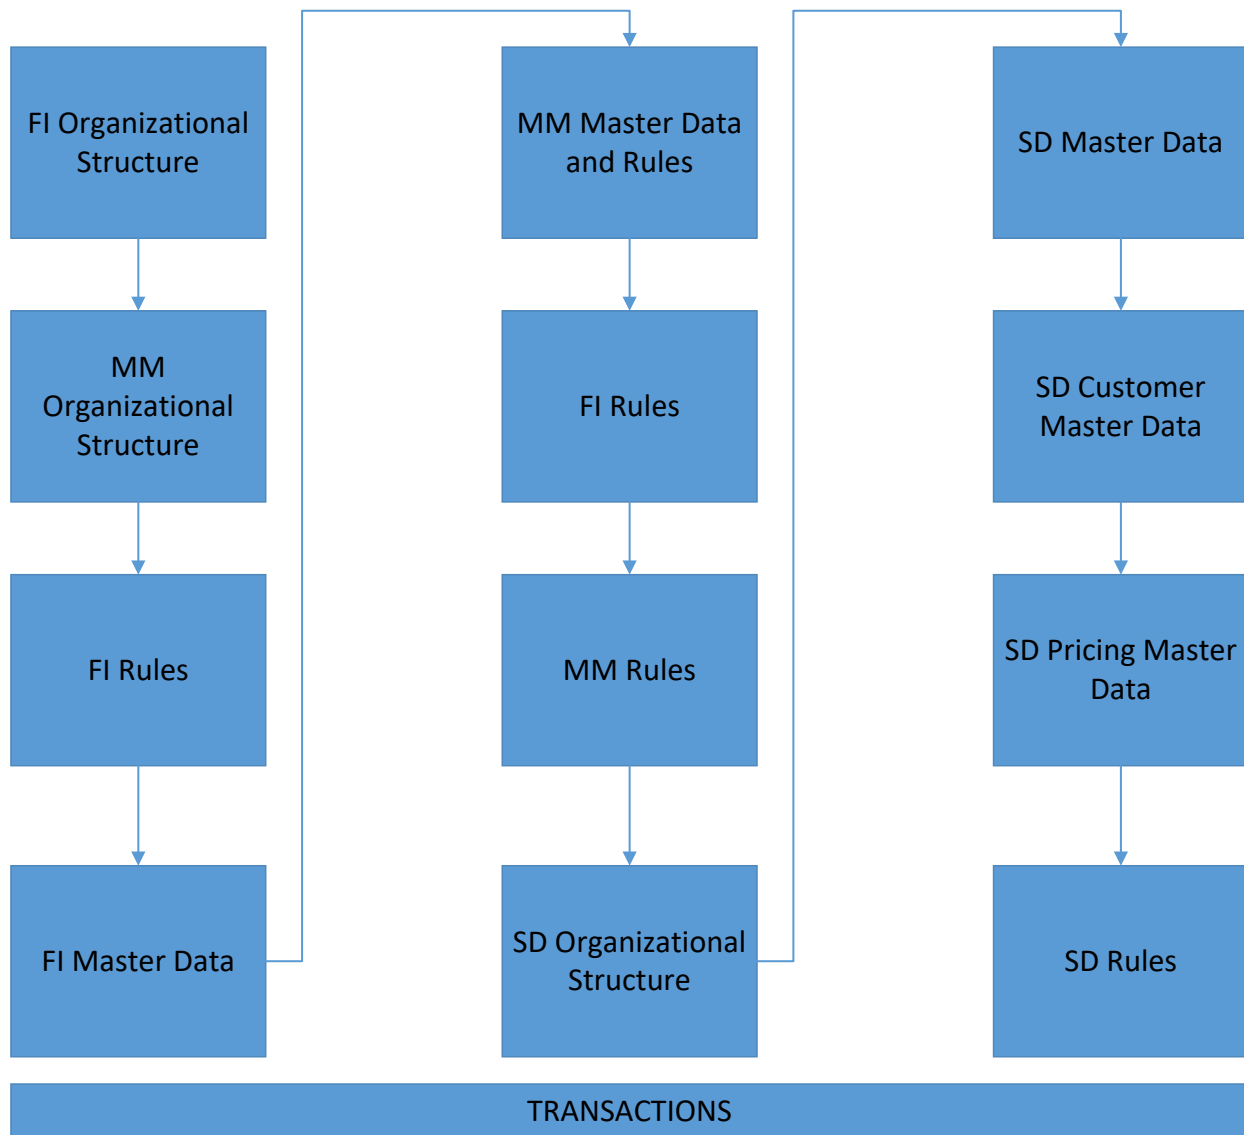 FI Organizational
Structure
MM
Organizational
Structure
FI Rules
FI Master Data
MM Master Data
and Rules
FI Rules
MM Rules
SD Organizational
Structure
SD Master Data
SD Customer
Master Data
SD Pricing Master
Data
SD Rules
TRANSACTIONS